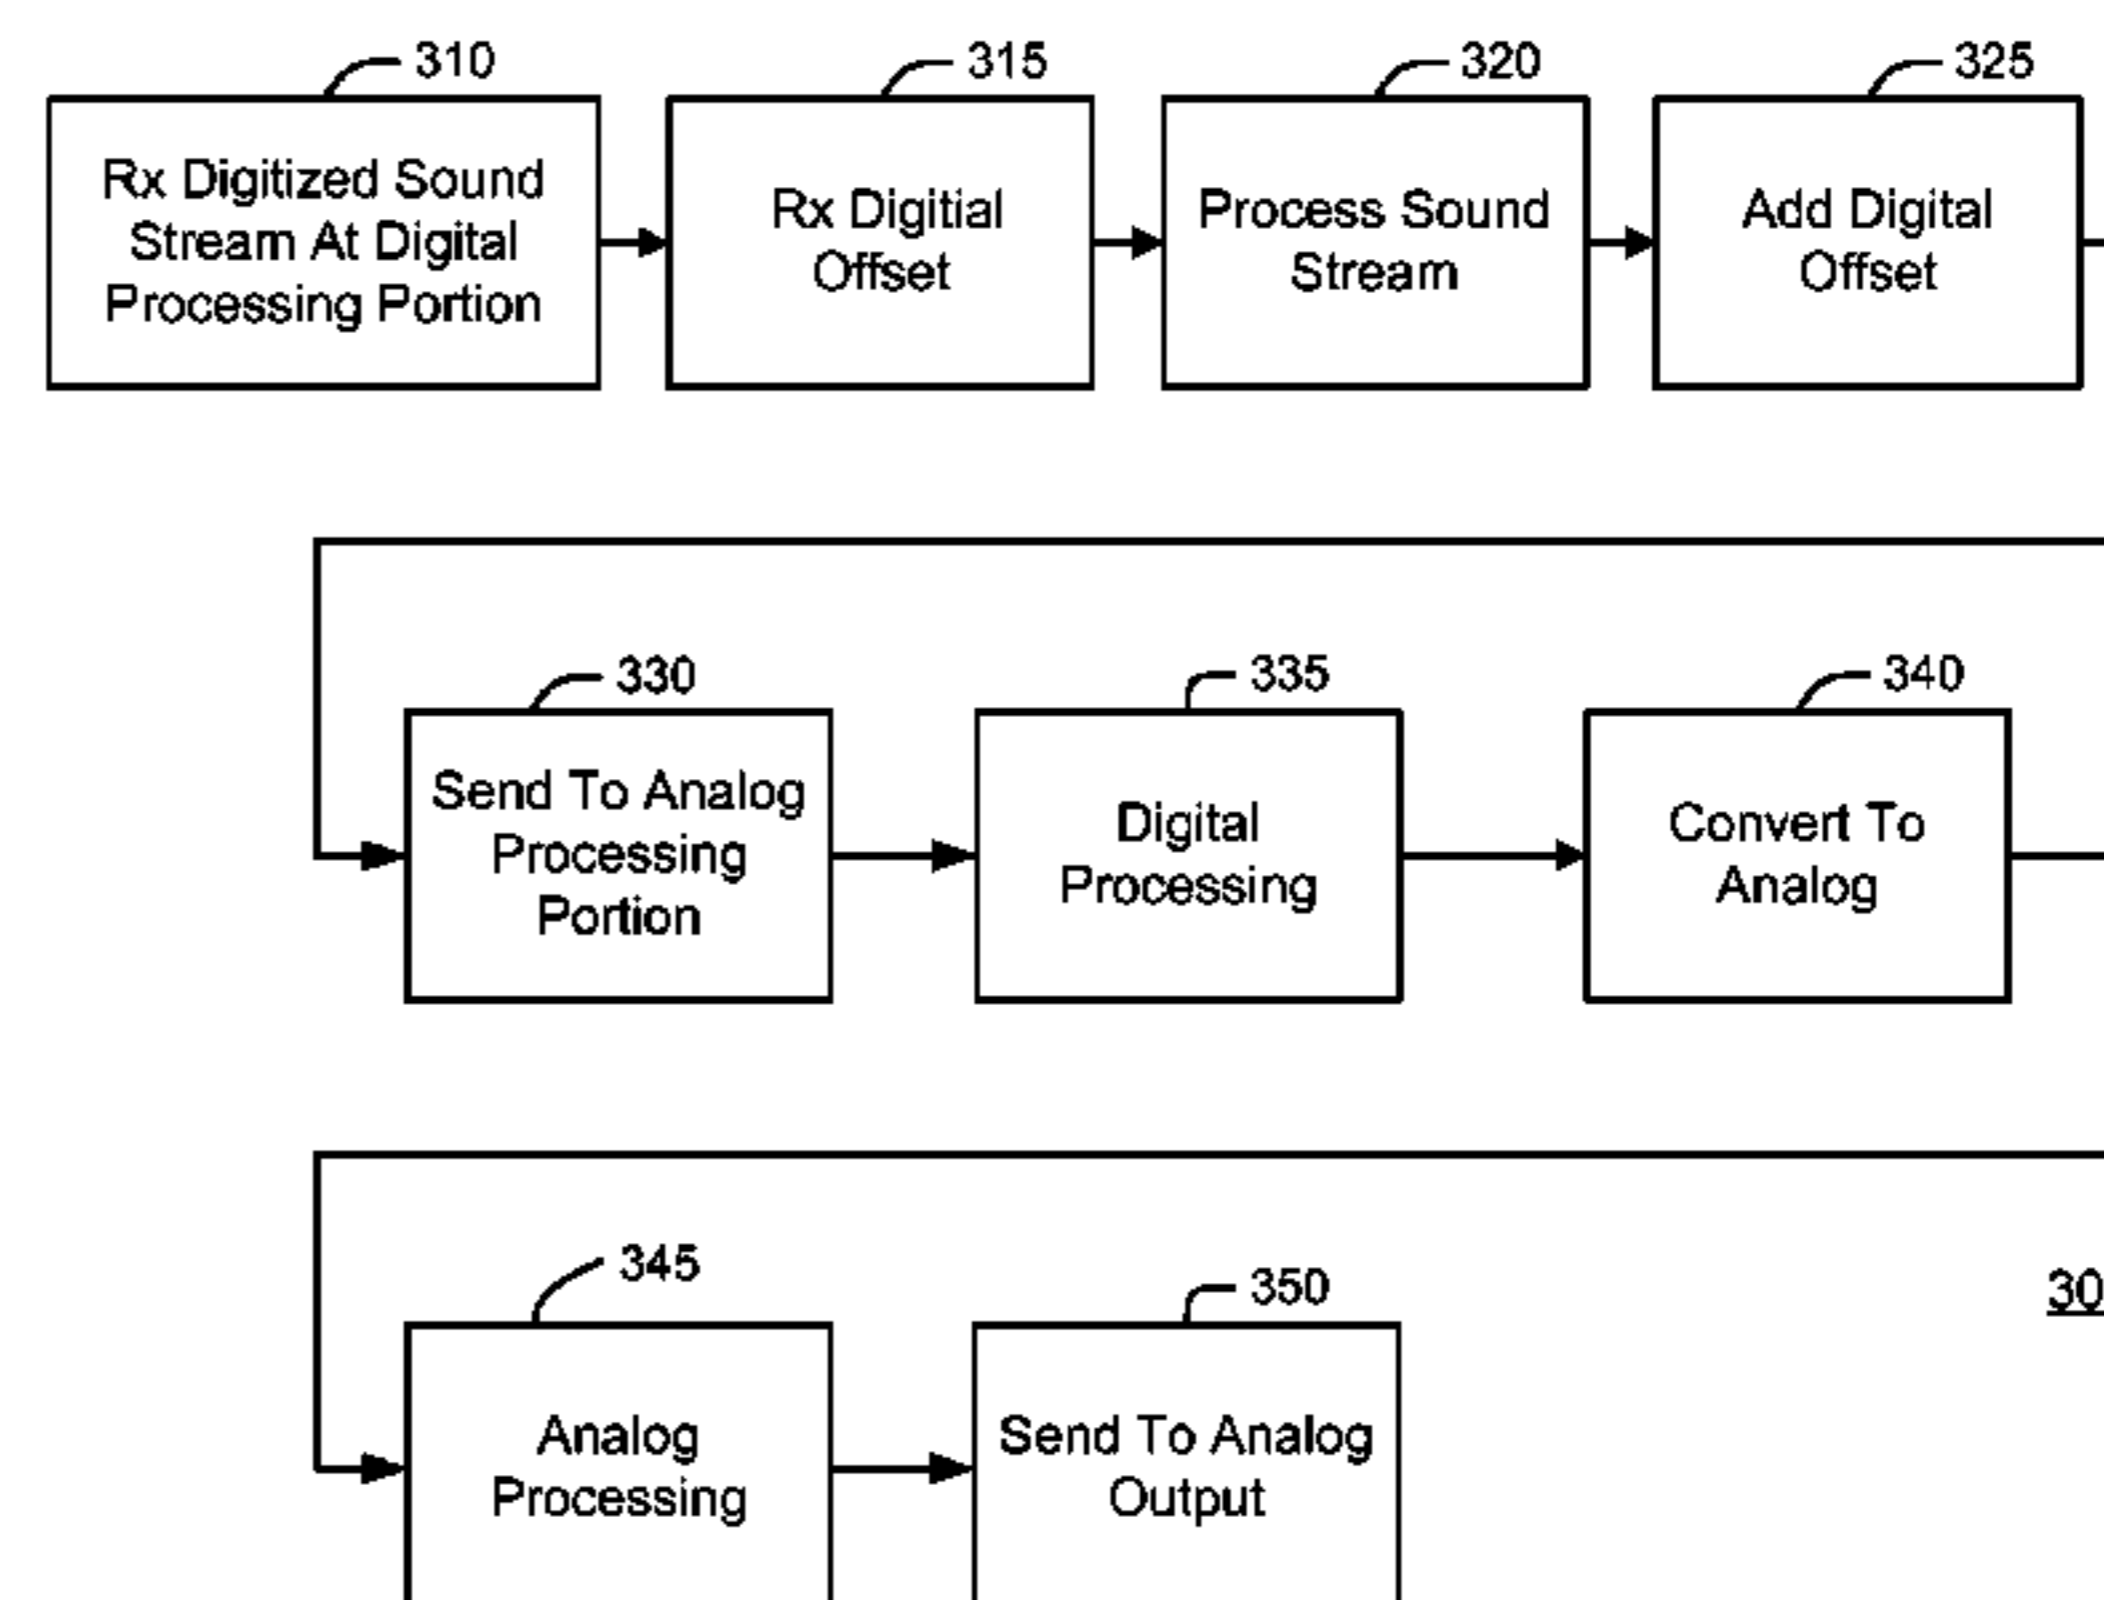 310
315
320
325
Rx Digitized Sound
Stream At Digital
Processing Portion
Rx Digitial
Offset
Process Sound
Stream
Add Digital
Offset
330
335
340
Send To Analog
Processing
Portion
Digital
Processing
Convert To
Analog
345
350
30
Analog
Processing
Send To Analog
Output